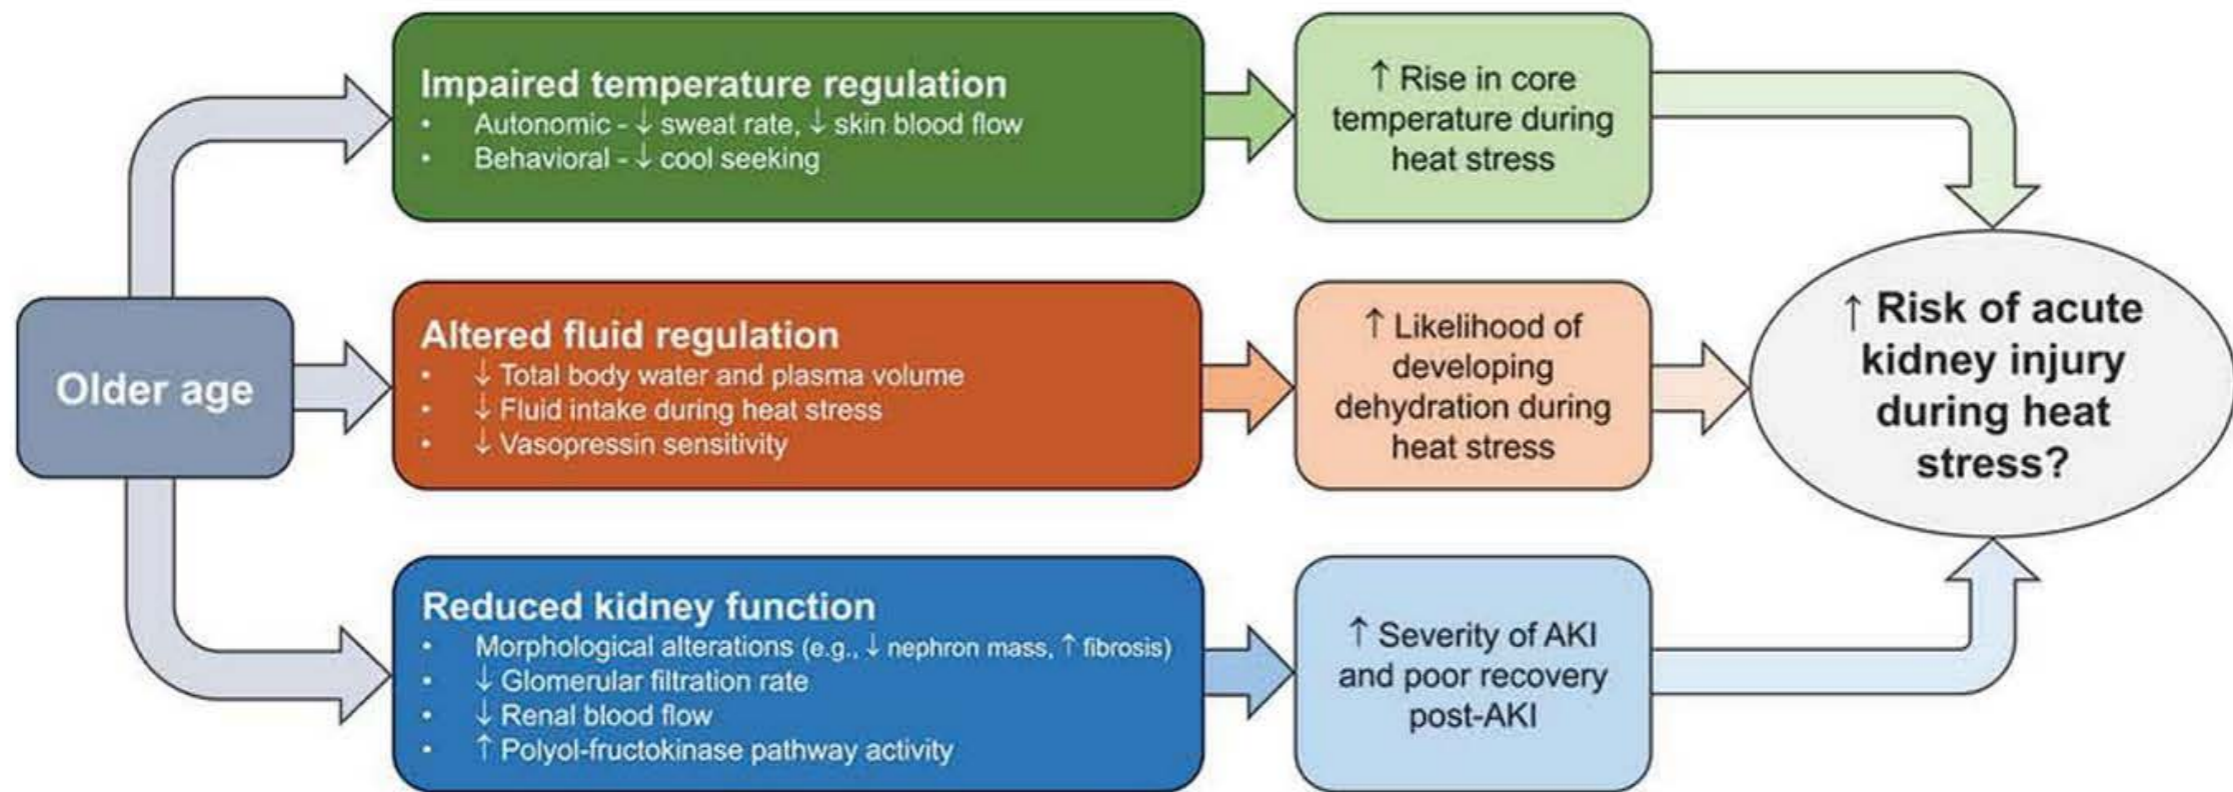 Older age
Impaired temperature regulation
• Autonomic - ↓ sweat rate, ↓ skin blood flow
• Behavioral - ↓ cool seeking
↑ Rise in core
temperature during
heat stress
Altered fluid regulation
• ↓ Total body water and plasma volume
• ↓ Fluid intake during heat stress
• ↓ Vasopressin sensitivity
↑ Likelihood of
developing
dehydration during
heat stress
Reduced kidney function
• Morphological alterations (e.g., ↓ nephron mass, ↑ fibrosis)
• ↓ Glomerular filtration rate
• ↓ Renal blood flow
• ↑ Polyol-fructokinase pathway activity
↑ Severity of AKI
and poor recovery
post-AKI
↑ Risk of acute
kidney injury
during heat
stress?